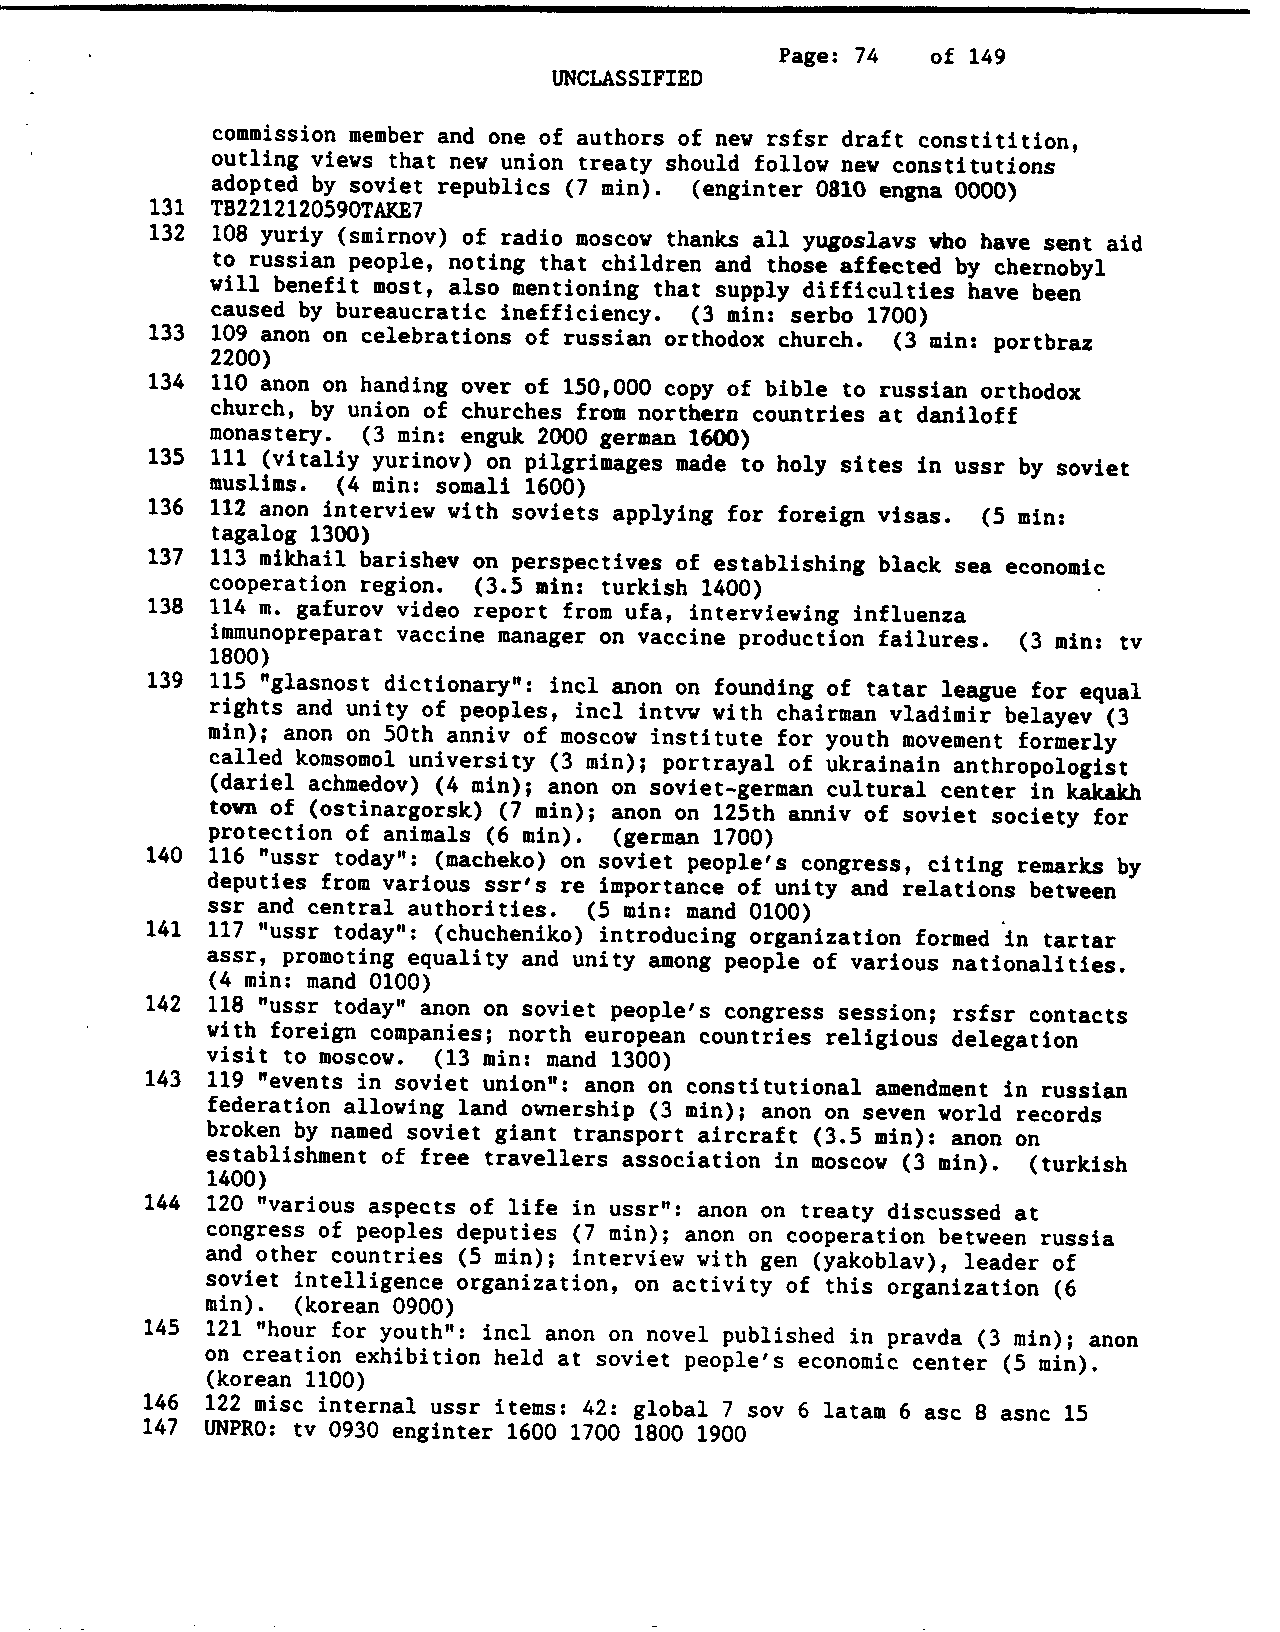 Page: 74 of 149
UNCLASSIFIED
commission member and one of authors of new rsfsr draft constitition,
outling views that new union treaty should follow new constitutions
adopted by soviet republics (7 min). (enginter 0810 engna 0000)
131 TB2212120590TAKE7
132 108 yuriy (smirnov) of radio moscow thanks all yugoslavs who have sent aid
to russian people, noting that children and those affected by chernobyl
will benefit most, also mentioning that supply difficulties have been
caused by bureaucratic inefficiency. (3 min: serbo 1700)
133 109 anon on celebrations of russian orthodox church. (3 min: portbraz
2200)
134 110 anon on handing over of 150,000 copy of bible to russian orthodox
church, by union of churches from northern countries at daniloff
monastery. (3 min: enguk 2000 german 1600)
135 111 (vitaliy yurinov) on pilgrimages made to holy sites in ussr by soviet
muslims. (4 min: somali 1600)
136 112 anon interview with soviets applying for foreign visas. (5 min:
tagalog 1300)
137 113 mikhail barishev on perspectives of establishing black sea economic
cooperation region. (3.5 min: turkish 1400)
138 114 m. gafurov video report from ufa, interviewing influenza
immunopreparat vaccine manager on vaccine production failures. (3 min: tv
1800)
139 115 "glasnost dictionary": incl anon on founding of tatar league for equal
rights and unity of peoples, incl intvw with chairman vladimir belayev (3
min); anon on 50th anniv of moscow institute for youth movement formerly
called komsomol university (3 min); portrayal of ukrainain anthropologist
(dariel achmedov) (4 min); anon on soviet-german cultural center in kakakh
town of (ostinargorsk) (7 min); anon on 125th anniv of soviet society for
protection of animals (6 min). (german 1700)
140 116 "ussr today": (macheko) on soviet people's congress, citing remarks by
deputies from various ssr's re importance of unity and relations between
ssr and central authorities. (5 min: mand 0100)
141 117 "ussr today": (chucheniko) introducing organization formed in tartar
assr, promoting equality and unity among people of various nationalities.
(4 min: mand 0100)
142 118 "ussr today" anon on soviet people's congress session; rsfsr contacts
with foreign companies; north european countries religious delegation
visit to moscow. (13 min: mand 1300)
143 119 "events in soviet union": anon on constitutional amendment in russian
federation allowing land ownership (3 min); anon on seven world records
broken by named soviet giant transport aircraft (3.5 min): anon on
establishment of free travellers association in moscow (3 min). (turkish
1400)
144 120 "various aspects of life in ussr": anon on treaty discussed at
congress of peoples deputies (7 min); anon on cooperation between russia
and other countries (5 min); interview with gen (yakoblav), leader of
soviet intelligence organization, on activity of this organization (6
min). (korean 0900)
145 121 "hour for youth": incl anon on novel published in pravda (3 min); anon
on creation exhibition held at soviet people's economic center (5 min).
(korean 1100)
146 122 misc internal ussr items: 42: global 7 sov 6 latam 6 asc 8 asnc 15
147 UNPRO: tv 0930 enginter 1600 1700 1800 1900